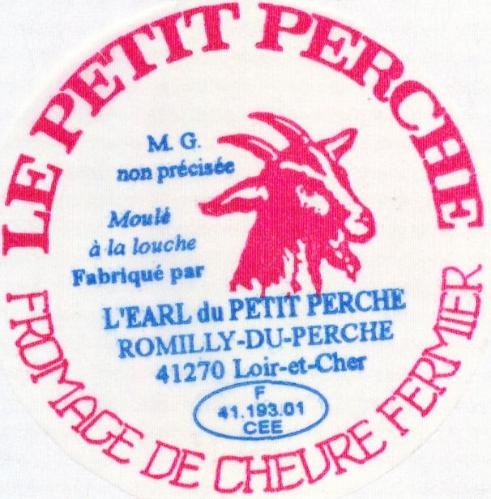 LE PETIT PERCHE
M. G.
non précisée
Moulé
à la louche
Fabriqué par
L'EARL du PETIT PERCHE
ROMILLY-DU-PERCHE
41270 Loir-et-Cher
F
41.193.01
CEE
FROMAGE DE CHEVRE FERMIER